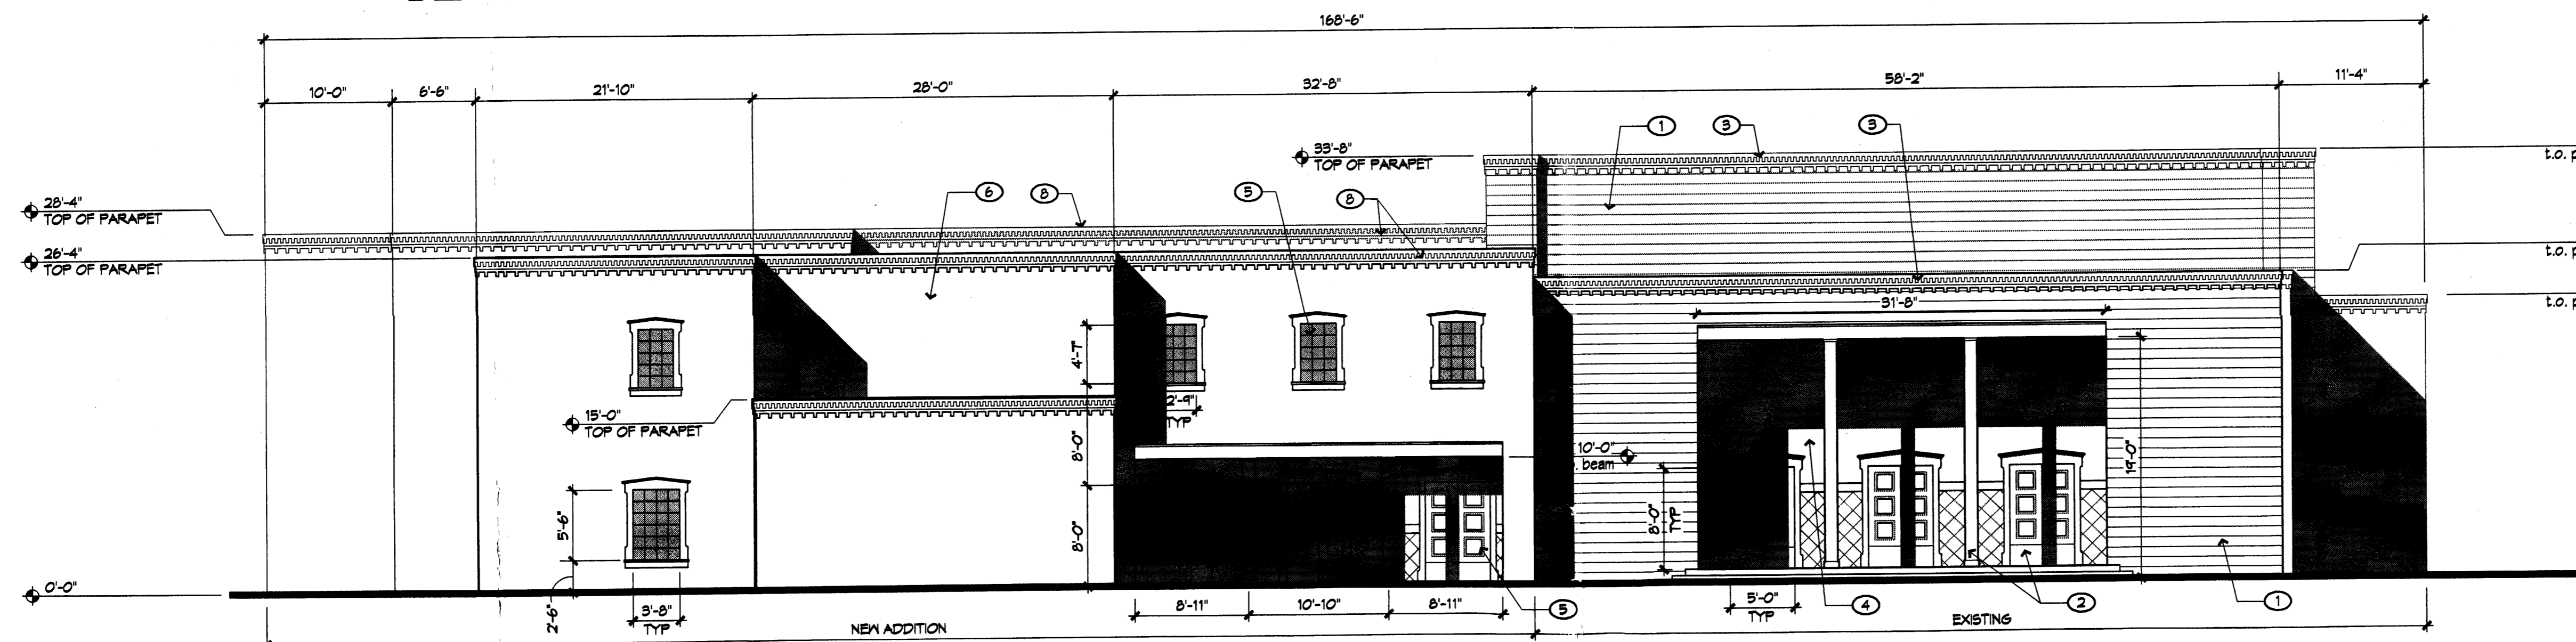 168'-6"
10'-0" 6'-6" 21'-10" 28'-0" 32'-8" 58'-2" 11'-4"
1 3 3
33'-8"
TOP OF PARAPET
t.o. p
28'-4"
TOP OF PARAPET
6 8 5 8
26'-4"
TOP OF PARAPET
t.o. p
t.o. p
31'-8"
4'-7"
15'-0"
TOP OF PARAPET
2'-9"
TYP
8'-0"
10'-0"
beam
19'-0"
5'-6"
8'-0"
8'-0"
TYP
0'-0"
2'-6"
3'-8"
TYP
8'-11" 10'-10" 8'-11"
5
5'-0"
TYP
4 2 1
NEW ADDITION
EXISTING